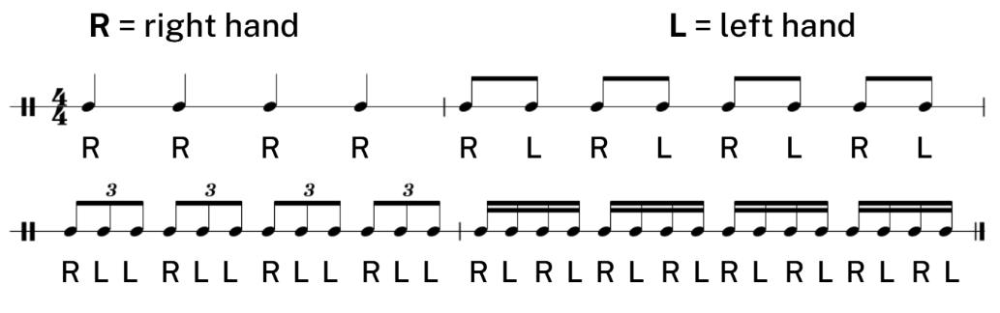 R = right hand L = left hand
4
4
R R R R R L R L R L R L
3 3 3 3
R L L R L L R L L R L L R L R L R L R L R L R L R L R L